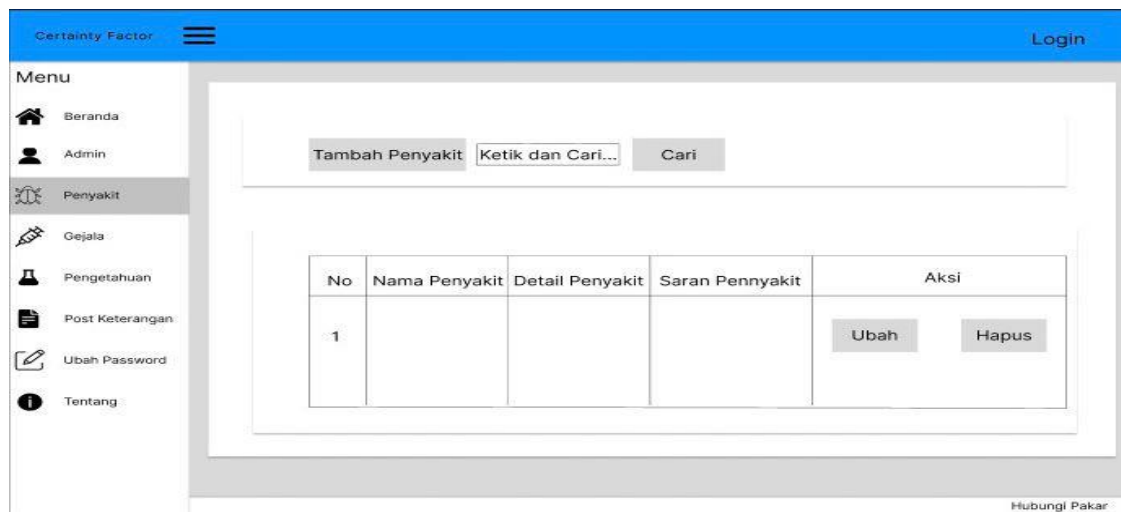 Certainty Factor
Login
Menu
Beranda
Admin
Penyakit
Gejala
Pengetahuan
Post Keterangan
Ubah Password
Tentang
Tambah Penyakit Ketik dan Cari... Cari
No Nama Penyakit Detail Penyakit Saran Pennyakit Aksi
1 Ubah Hapus
Hubungi Pakar